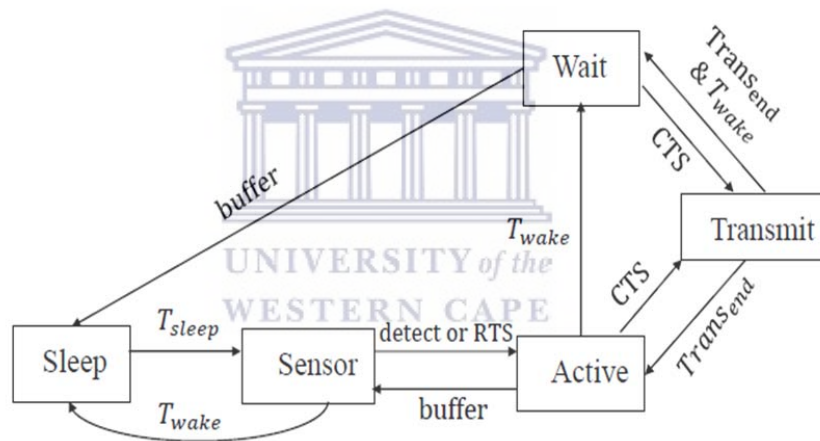 Wait
Trans_end
& T_wake
CTS
buffer
Transmit
T_wake
UNIVERSITY of the
WESTERN CAPE
CTS
Trans_end
Sleep
T_sleep
Sensor
detect or RTS
Active
buffer
T_wake